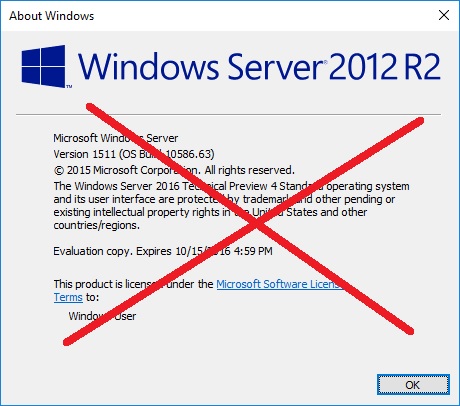 About Windows
Windows Server 2012 R2
Microsoft Windows Server
Version 1511 (OS Build 10586.63)
© 2015 Microsoft Corporation. All rights reserved.
The Windows Server 2016 Technical Preview 4 Standard operating system
and its user interface are protected by trademark and other pending or
existing intellectual property rights in the United States and other
countries/regions.
Evaluation copy. Expires 10/15/2016 4:59 PM
This product is licensed under the Microsoft Software License
Terms to:
Windows User
OK